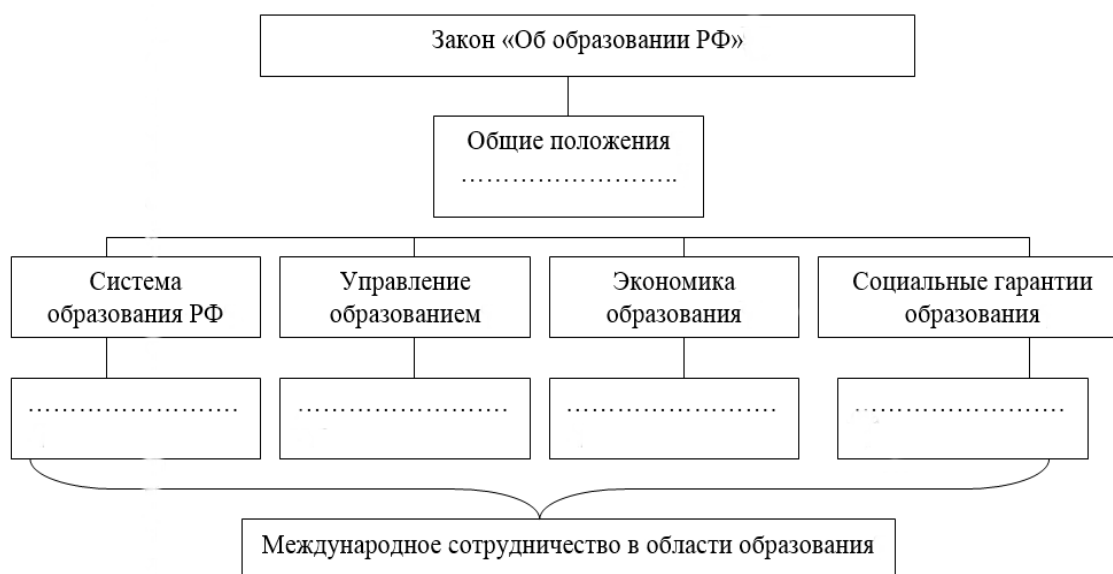 Закон «Об образовании РФ»
Общие положения
……………………..
Система
образования РФ
Управление
образованием
Экономика
образования
Социальные гарантии
образования
…………………….
…………………….
…………………….
…………………….
Международное сотрудничество в области образования